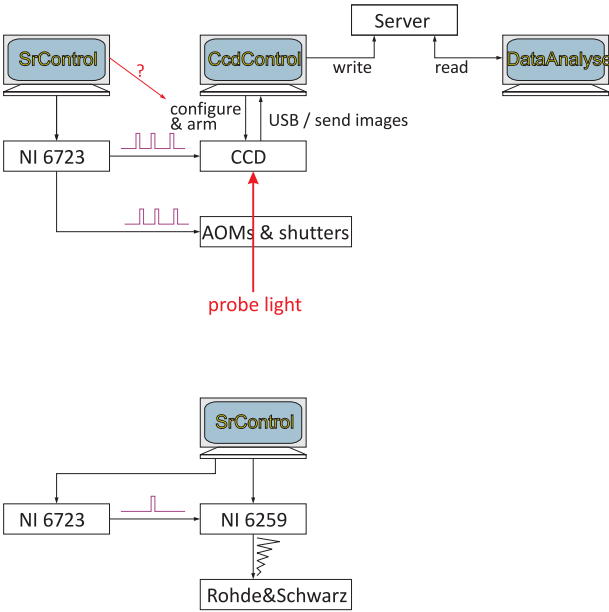 Server
SrControl
CcdControl
DataAnalyse
?
write
read
configure
& arm
USB / send images
NI 6723
CCD
AOMs & shutters
probe light
SrControl
NI 6723
NI 6259
Rohde&Schwarz